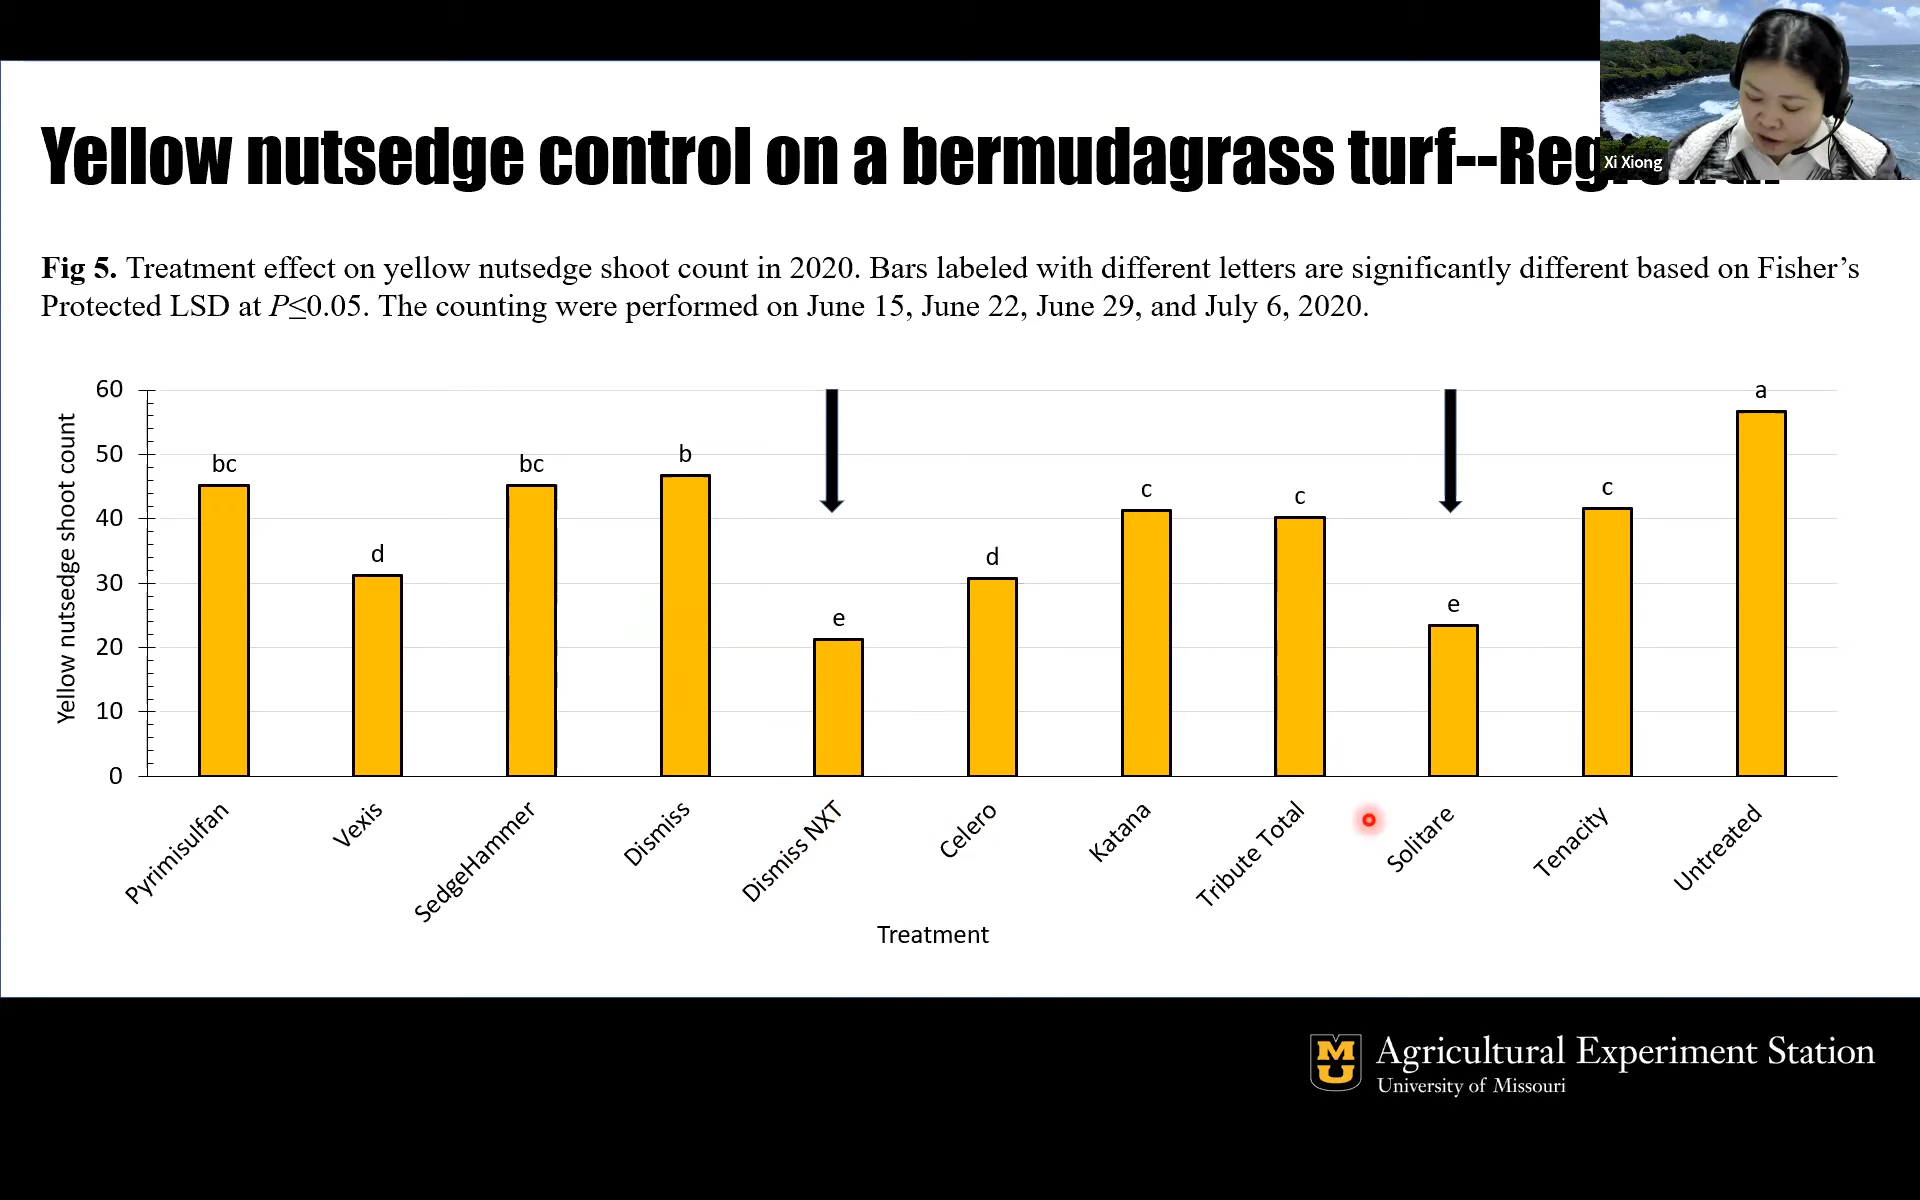 Yellow nutsedge control on a bermudagrass turf--Reg
Xi Xiong
Fig 5. Treatment effect on yellow nutsedge shoot count in 2020. Bars labeled with different letters are significantly different based on Fisher’s
Protected LSD at P≤0.05. The counting were performed on June 15, June 22, June 29, and July 6, 2020.
Yellow nutsedge shoot count
60
50
40
30
20
10
0
bc
d
bc
b
e
d
c
c
e
c
a
Pyrimisulfan
Vexis
SedgeHammer
Dismiss
Dismiss NXT
Celero
Katana
Tribute Total
Solitare
Tenacity
Untreated
Treatment
MU
Agricultural Experiment Station
University of Missouri